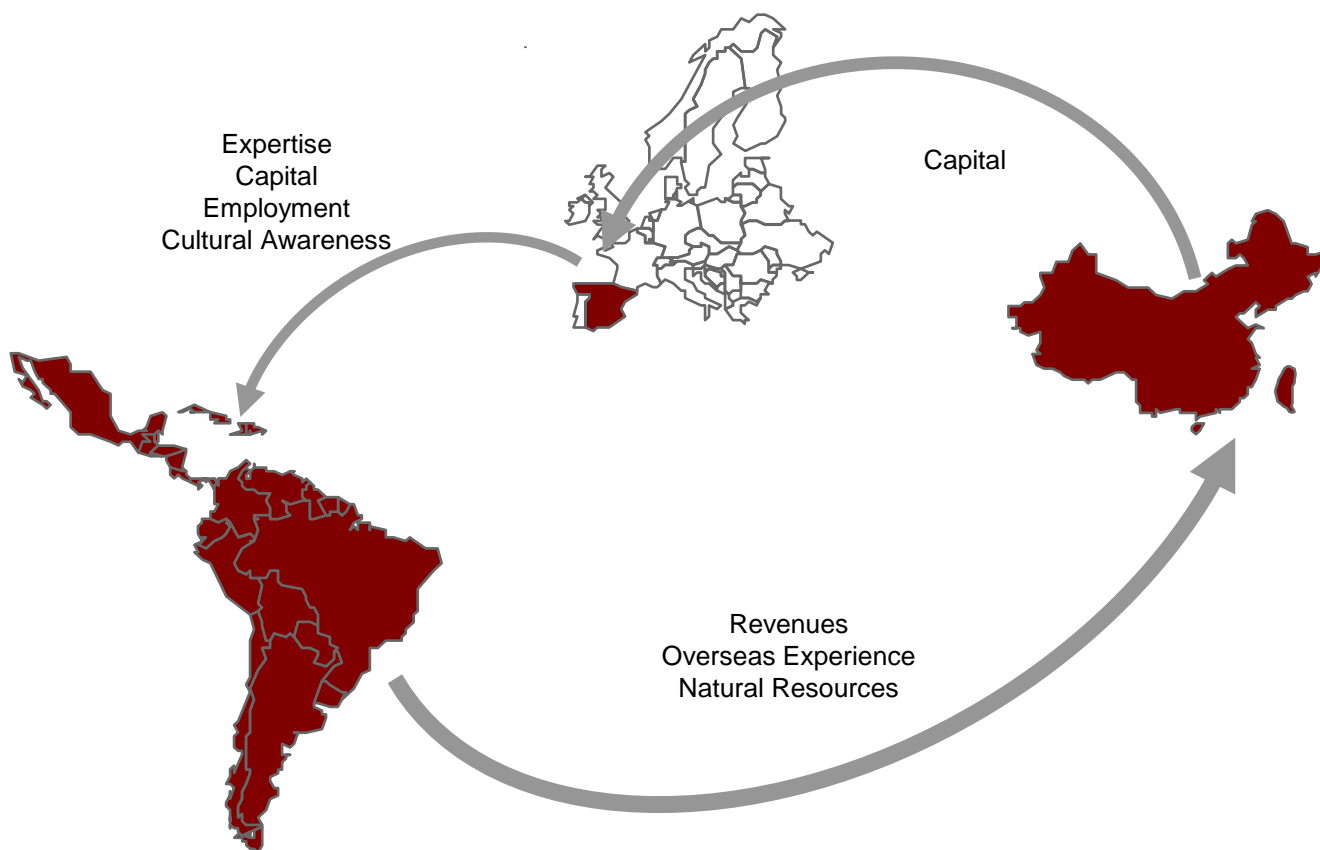 Expertise
Capital
Employment
Cultural Awareness
Capital
Revenues
Overseas Experience
Natural Resources